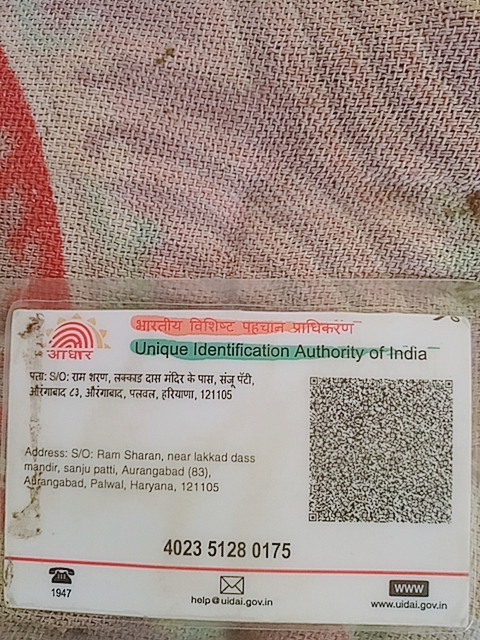 भारतीय विशिष्ट पहचान प्राधिकरण
आधार
Unique Identification Authority of India
पता: S/O: राम शरण, लक्काड दास मंदिर के पास, संजू पॅटी,
औरंगाबाद ८३, औरंगाबाद, पलवल, हरियाणा, 121105
Address: S/O: Ram Sharan, near lakkad dass
mandir, sanju patti, Aurangabad (83),
Aurangabad, Palwal, Haryana, 121105
4023 5128 0175
1947
help@uidai.gov.in
WWW
www.uidai.gov.in